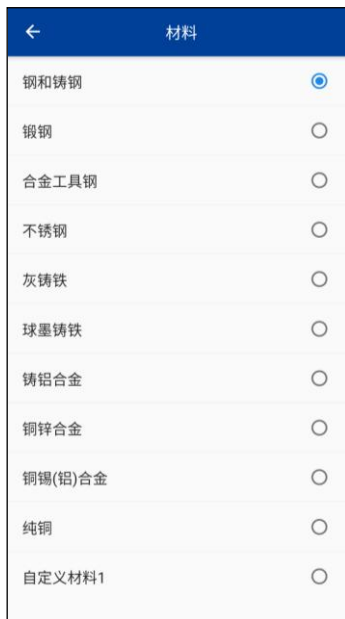 材料
钢和铸钢
锻钢
合金工具钢
不锈钢
灰铸铁
球墨铸铁
铸铝合金
铜锌合金
铜锡(铝)合金
纯铜
自定义材料1